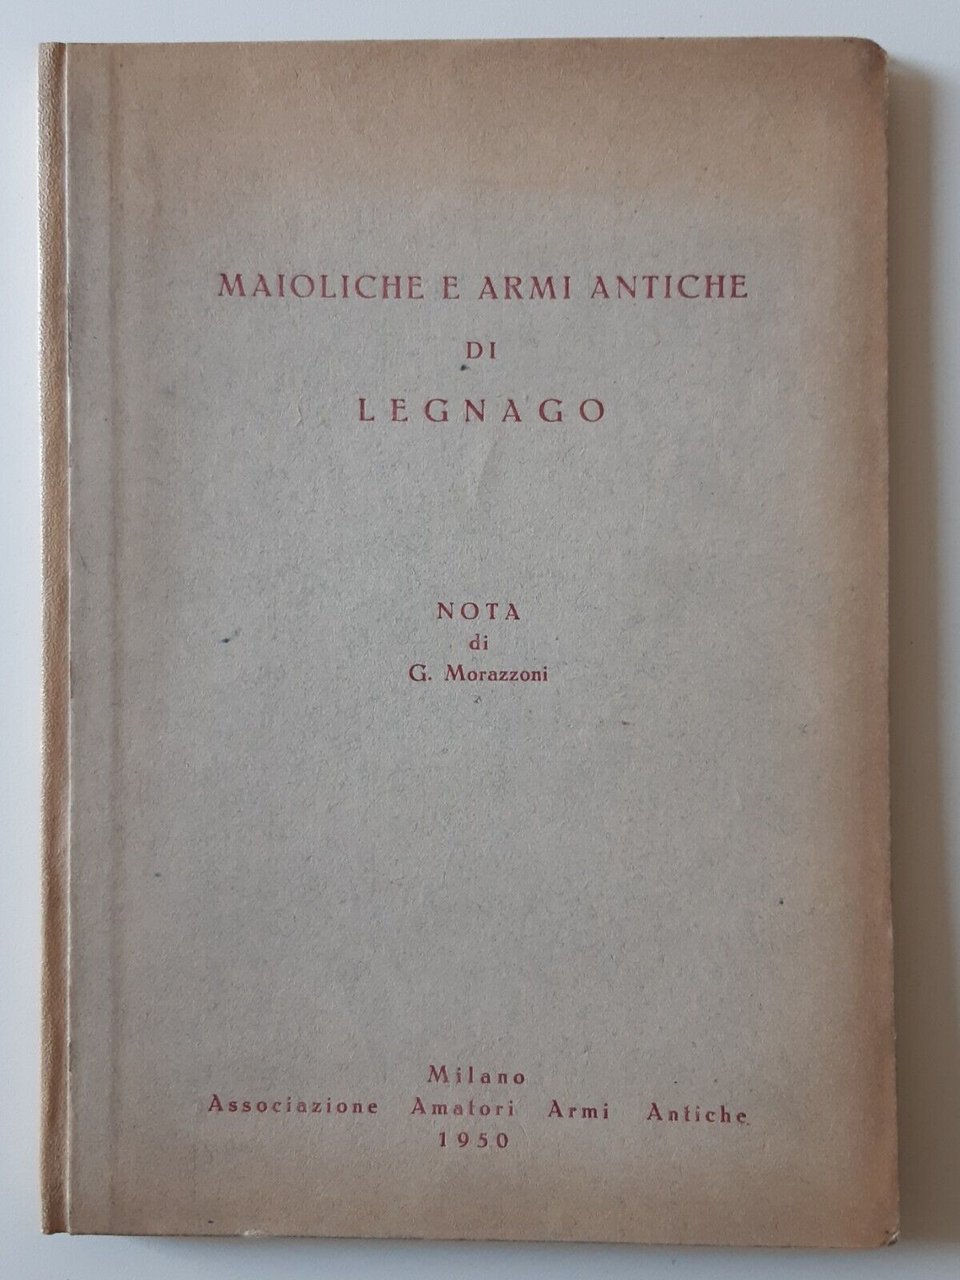 MAIOLICHE E ARMI ANTICHE
DI
LEGNAGO
NOTA
di
G. Morazzoni
Milano
Associazione Amatori Armi Antiche
1950